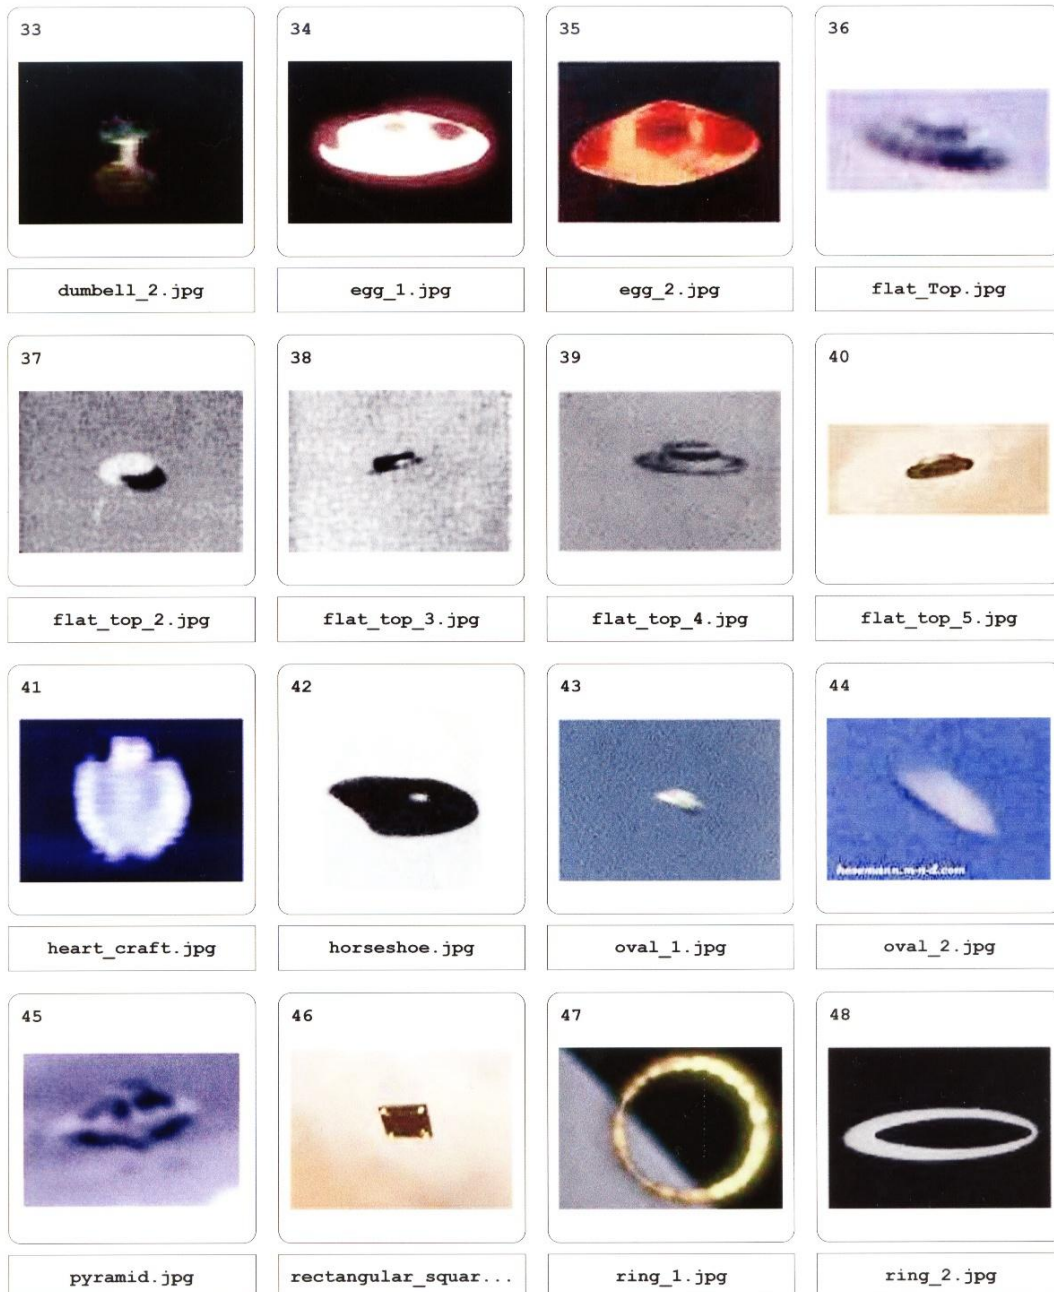 33 34 35 36
dumbell_2.jpg egg_1.jpg egg_2.jpg flat_Top.jpg
37 38 39 40
flat_top_2.jpg flat_top_3.jpg flat_top_4.jpg flat_top_5.jpg
41 42 43 44
heart_craft.jpg horseshoe.jpg oval_1.jpg oval_2.jpg
45 46 47 48
pyramid.jpg rectangular_squar... ring_1.jpg ring_2.jpg